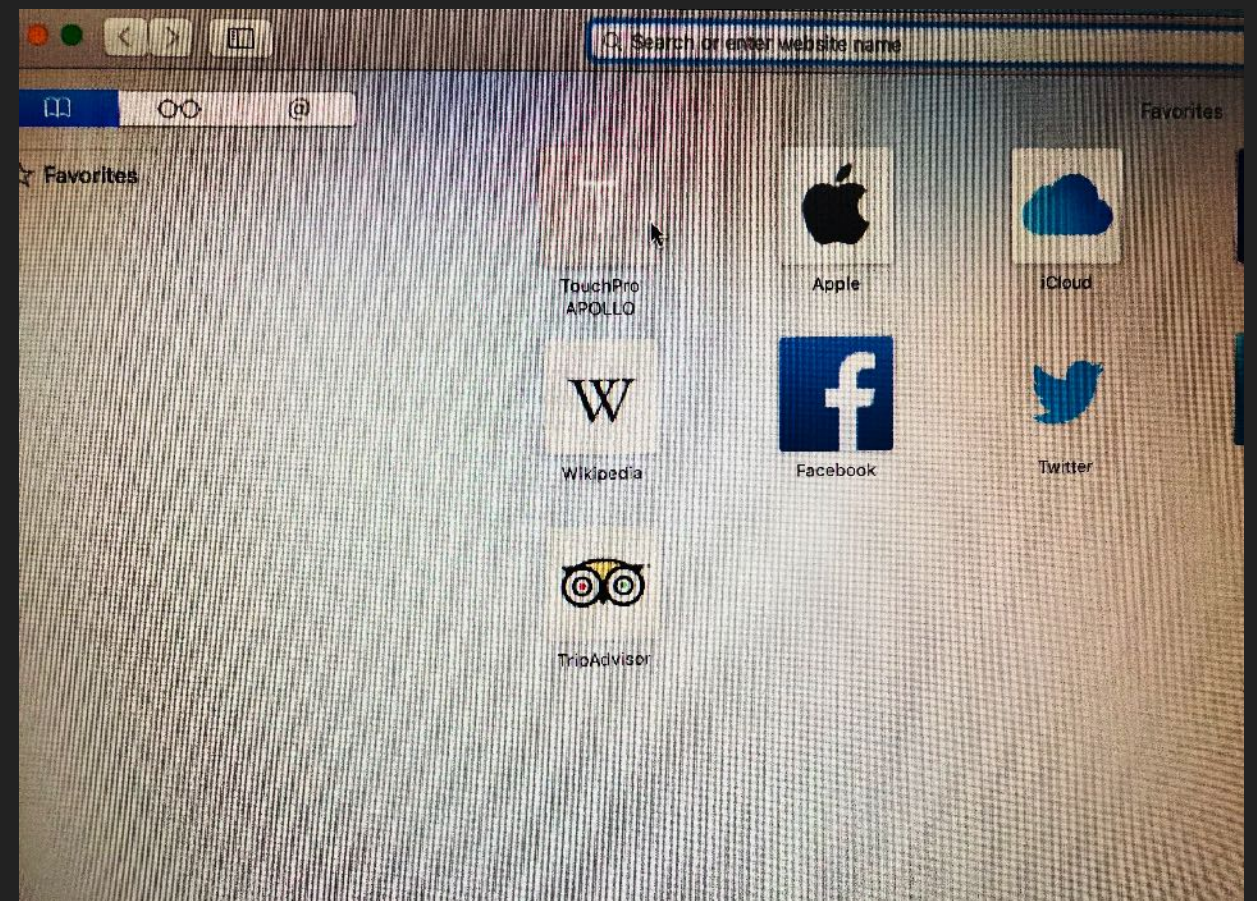 Search or enter website name
@
Favorites
Favorites
T
TouchPro
APOLLO
Apple
iCloud
W
Wikipedia
f
Facebook
Twitter
TripAdvisor